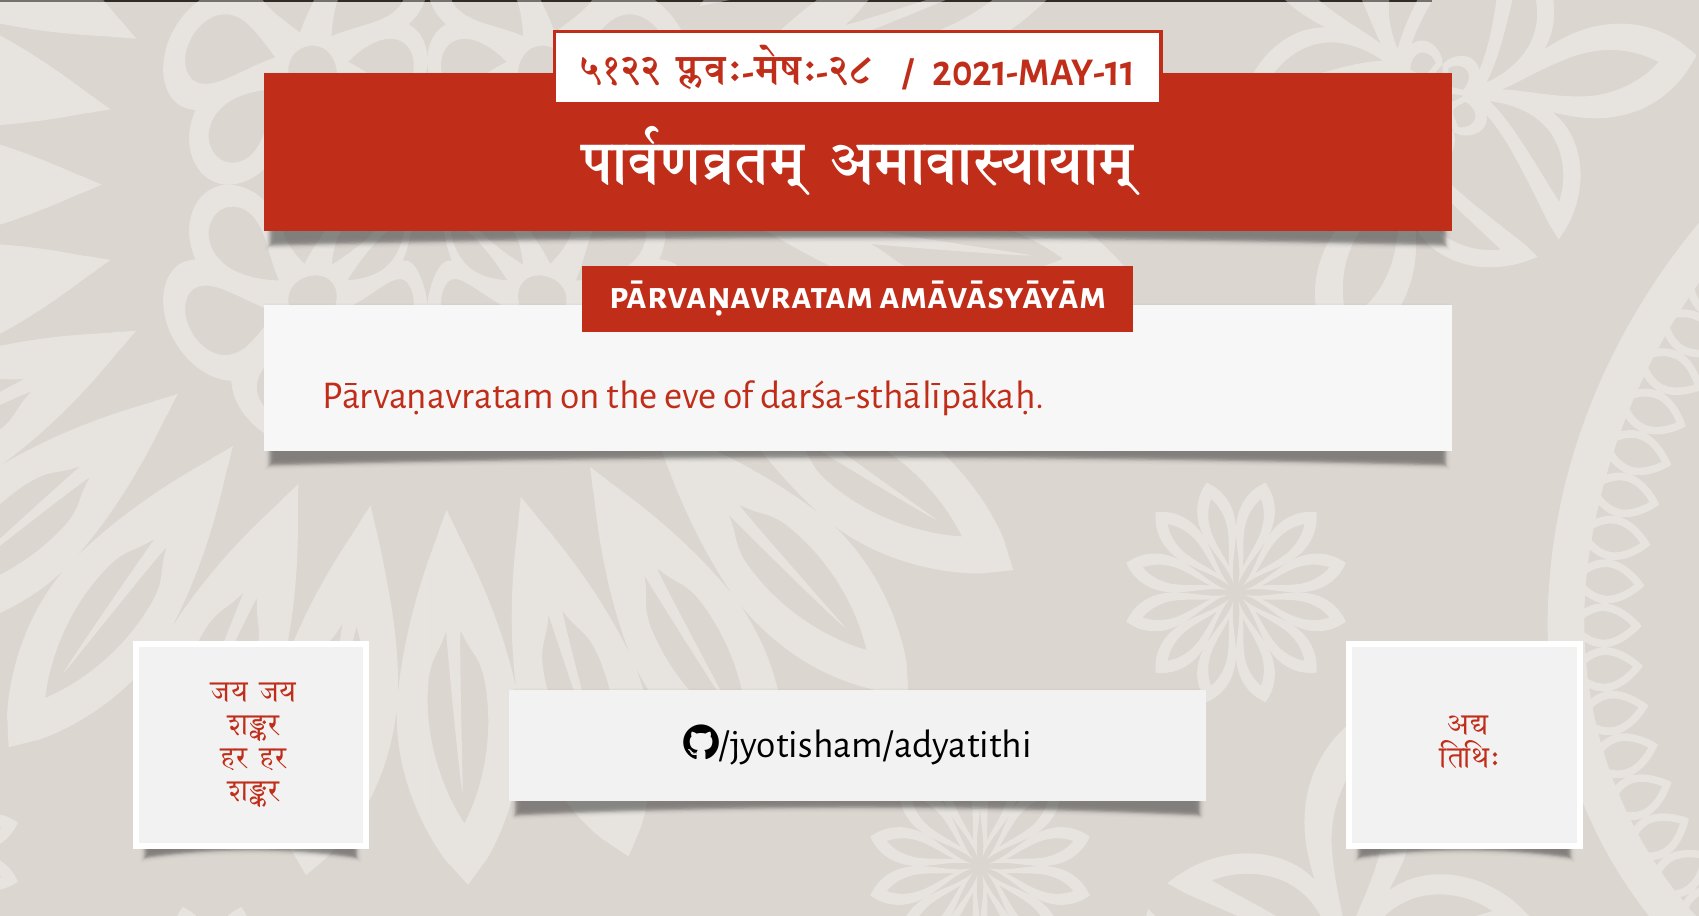 ५१२२ प्लवः-मेषः-२८ / 2021-MAY-11
पार्वणव्रतम् अमावास्यायाम्
PĀRVAṆAVRATAM AMĀVĀSYĀYĀM
Pārvaṇavratam on the eve of darśa-sthālīpākaḥ.
जय जय
शङ्कर
हर हर
शङ्कर
/jyotisham/adyatithi
अद्य
तिथिः